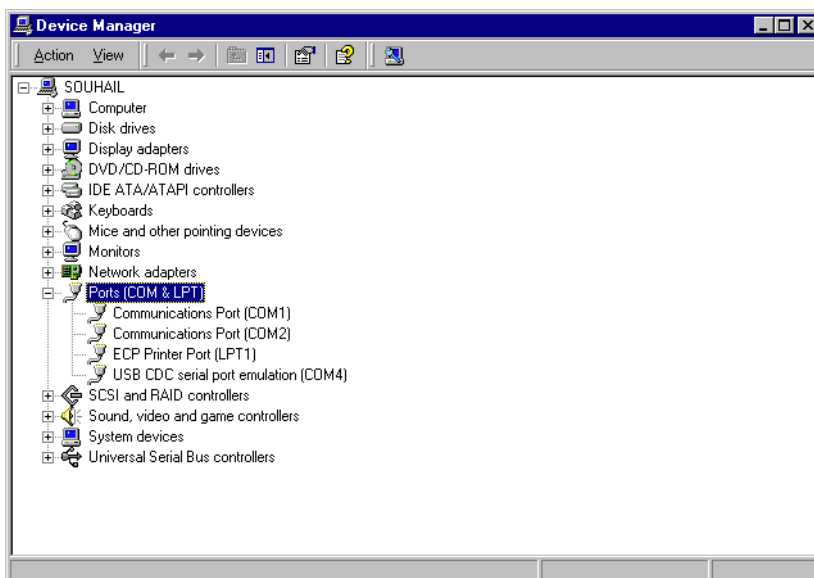 Device Manager
Action View
SOUHAIL
Computer
Disk drives
Display adapters
DVD/CD-ROM drives
IDE ATA/ATAPI controllers
Keyboards
Mice and other pointing devices
Monitors
Network adapters
Ports (COM & LPT)
Communications Port (COM1)
Communications Port (COM2)
ECP Printer Port (LPT1)
USB CDC serial port emulation (COM4)
SCSI and RAID controllers
Sound, video and game controllers
System devices
Universal Serial Bus controllers